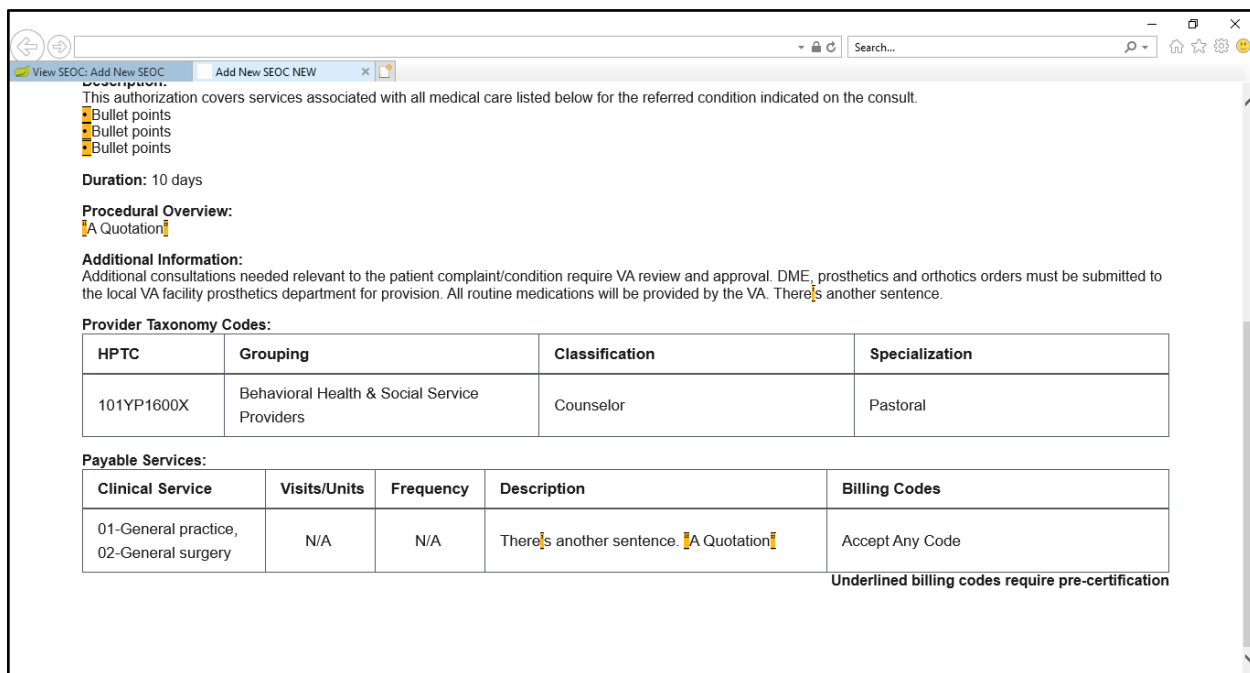 Search...
View SEOC: Add New SEOC
Add New SEOC NEW
Description:
This authorization covers services associated with all medical care listed below for the referred condition indicated on the consult.
• Bullet points
• Bullet points
• Bullet points
Duration: 10 days
Procedural Overview:
"A Quotation"
Additional Information:
Additional consultations needed relevant to the patient complaint/condition require VA review and approval. DME, prosthetics and orthotics orders must be submitted to
the local VA facility prosthetics department for provision. All routine medications will be provided by the VA. There's another sentence.
Provider Taxonomy Codes:
HPTC Grouping Classification Specialization
101YP1600X Behavioral Health & Social Service Counselor Pastoral
Providers
Payable Services:
Clinical Service Visits/Units Frequency Description Billing Codes
01-General practice, N/A N/A There's another sentence. "A Quotation" Accept Any Code
02-General surgery
Underlined billing codes require pre-certification